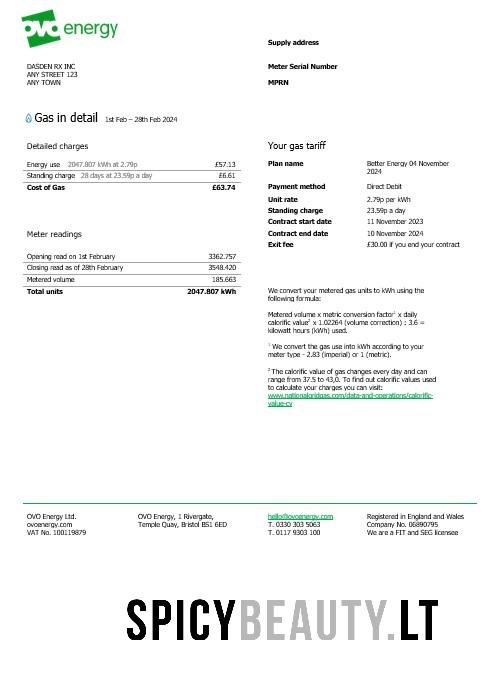 OVO energy
Supply address
DASDEN RX INC
ANY STREET 123
ANY TOWN
Meter Serial Number
MPRN
Gas in detail 1st Feb – 28th Feb 2024
Detailed charges
Energy use 2047.807 kWh at 2.79p £57.13
Standing charge 28 days at 23.59p a day £6.61
Cost of Gas £63.74
Meter readings
Opening read on 1st February 3362.757
Closing read as of 28th February 3548.420
Metered volume 185,663
Total units 2047.807 kWh
Your gas tariff
Plan name Better Energy 04 November
2024
Payment method Direct Debit
Unit rate 2.79p per kWh
Standing charge 23.59p a day
Contract start date 11 November 2023
Contract end date 10 November 2024
Exit fee £30.00 if you end your contract
We convert your metered gas units to kWh using the
following formula:
Metered volume x metric conversion factor¹ x daily
calorific value² x 1.02264 (volume correction) ; 3.6 =
kilowatt hours (kWh) used.
¹ We convert the gas use into kWh according to your
meter type - 2.83 (imperial) or 1 (metric).
² The calorific value of gas changes every day and can
range from 37.5 to 43,0. To find out calorific values used
to calculate your charges you can visit:
www.nationalgridgas.com/data-and-operations/calorific-
value-cv
OVO Energy Ltd.
ovoenergy.com
VAT No. 100119879
OVO Energy, 1 Rivergate,
Temple Quay, Bristol BS1 6ED
hello@ovoenergy.com
T. 0330 303 5063
T. 0117 9303 100
Registered in England and Wales
Company No. 06890795
We are a FIT and SEG licensee
SPICYBEAUTY.LT